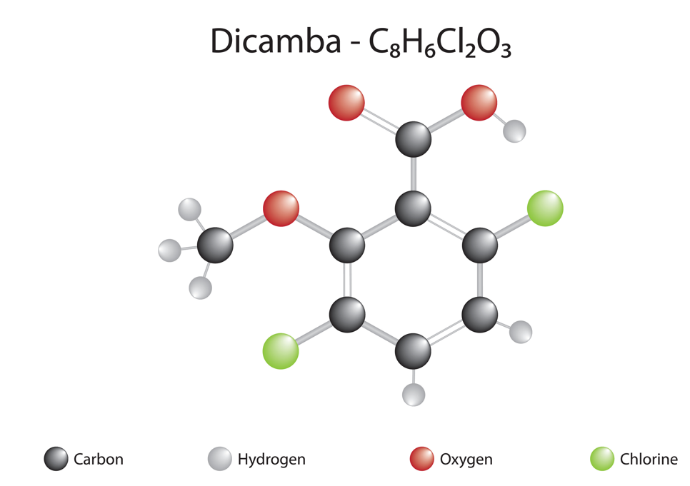 Dicamba - C₈H₆Cl₂O₃
Carbon Hydrogen Oxygen Chlorine